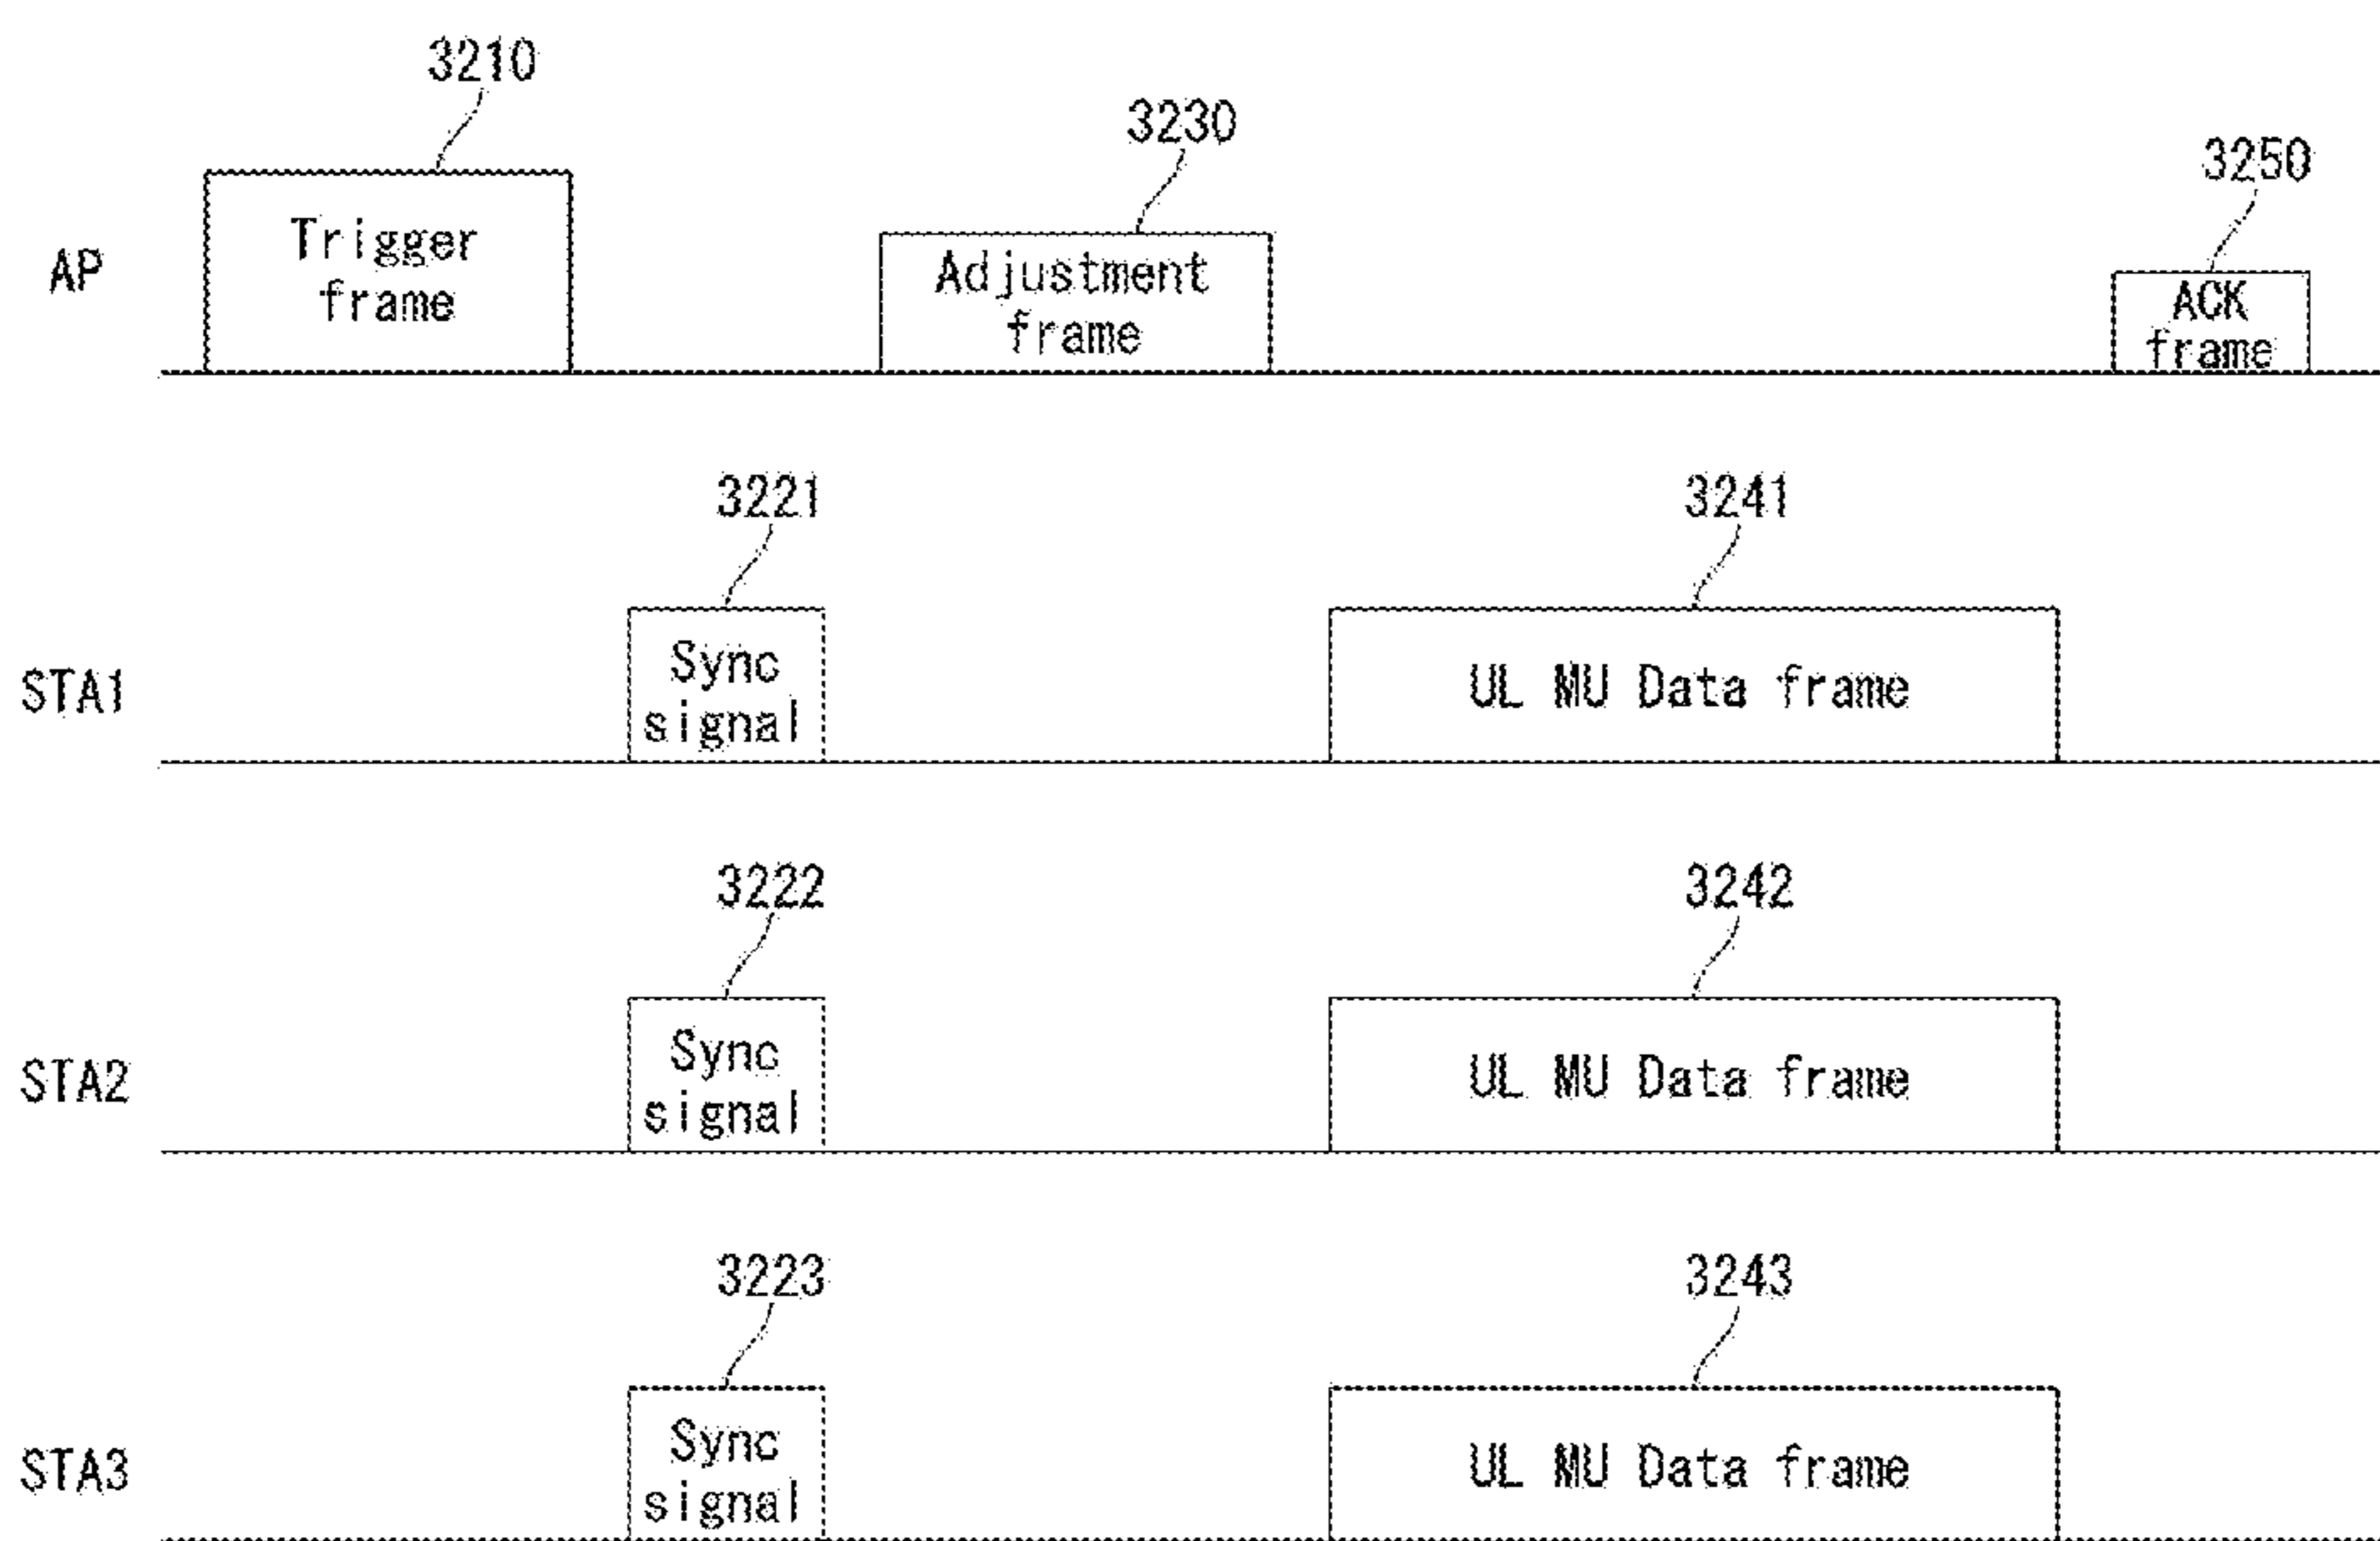 3210
3230
3250
AP
Trigger
frame
Adjustment
frame
ACK
frame
3221
3241
STA1
Sync
signal
UL MU Data frame
3222
3242
STA2
Sync
signal
UL MU Data frame
3223
3243
STA3
Sync
signal
UL MU Data frame